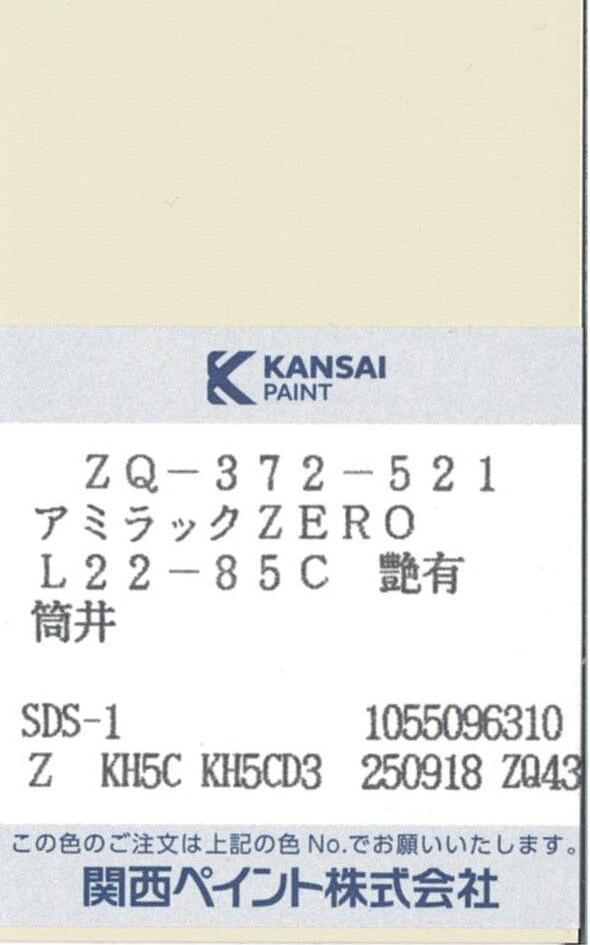 KANSAI
PAINT
ZQ-372-521
アミラックZERO
L22-85C 艶有
筒井
SDS-1 1055096310
Z KH5C KH5CD3 250918 ZQ43
この色のご注文は上記の色No.でお願いいたします。
関西ペイント株式会社